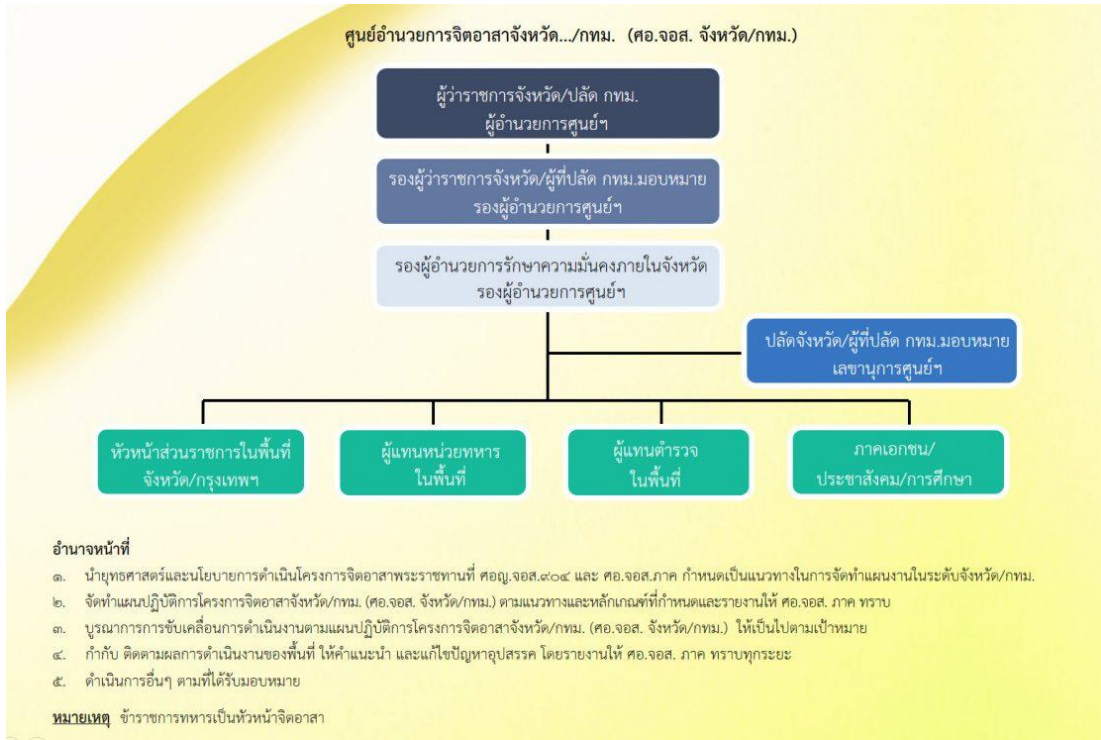 ศูนย์อำนวยการจิตอาสาจังหวัด.../กทม. (ศอ.จอส. จังหวัด/กทม.)
ผู้ว่าราชการจังหวัด/ปลัด กทม.
ผู้อำนวยการศูนย์ฯ
รองผู้ว่าราชการจังหวัด/ผู้ที่ปลัด กทม.มอบหมาย
รองผู้อำนวยการศูนย์ฯ
รองผู้อำนวยการรักษาความมั่นคงภายในจังหวัด
รองผู้อำนวยการศูนย์ฯ
ปลัดจังหวัด/ผู้ที่ปลัด กทม.มอบหมาย
เลขานุการศูนย์ฯ
หัวหน้าส่วนราชการในพื้นที่
จังหวัด/กรุงเทพฯ
ผู้แทนหน่วยทหาร
ในพื้นที่
ผู้แทนตำรวจ
ในพื้นที่
ภาคเอกชน/
ประชาสังคม/การศึกษา
อำนาจหน้าที่
๑. นำยุทธศาสตร์และนโยบายการดำเนินโครงการจิตอาสาพระราชทานที่ ศอญ.จอส.๙๐๔ และ ศอ.จอส.ภาค กำหนดเป็นแนวทางในการจัดทำแผนงานในระดับจังหวัด/กทม.
๒. จัดทำแผนปฏิบัติการโครงการจิตอาสาจังหวัด/กทม. (ศอ.จอส. จังหวัด/กทม.) ตามแนวทางและหลักเกณฑ์ที่กำหนดและรายงานให้ ศอ.จอส. ภาค ทราบ
๓. บูรณาการการขับเคลื่อนการดำเนินงานตามแผนปฏิบัติการโครงการจิตอาสาจังหวัด/กทม. (ศอ.จอส. จังหวัด/กทม.) ให้เป็นไปตามเป้าหมาย
๔. กำกับ ติดตามผลการดำเนินงานของพื้นที่ ให้คำแนะนำ และแก้ไขปัญหาอุปสรรค โดยรายงานให้ ศอ.จอส. ภาค ทราบทุกระยะ
๕. ดำเนินการอื่นๆ ตามที่ได้รับมอบหมาย
หมายเหตุ ข้าราชการทหารเป็นหัวหน้าจิตอาสา